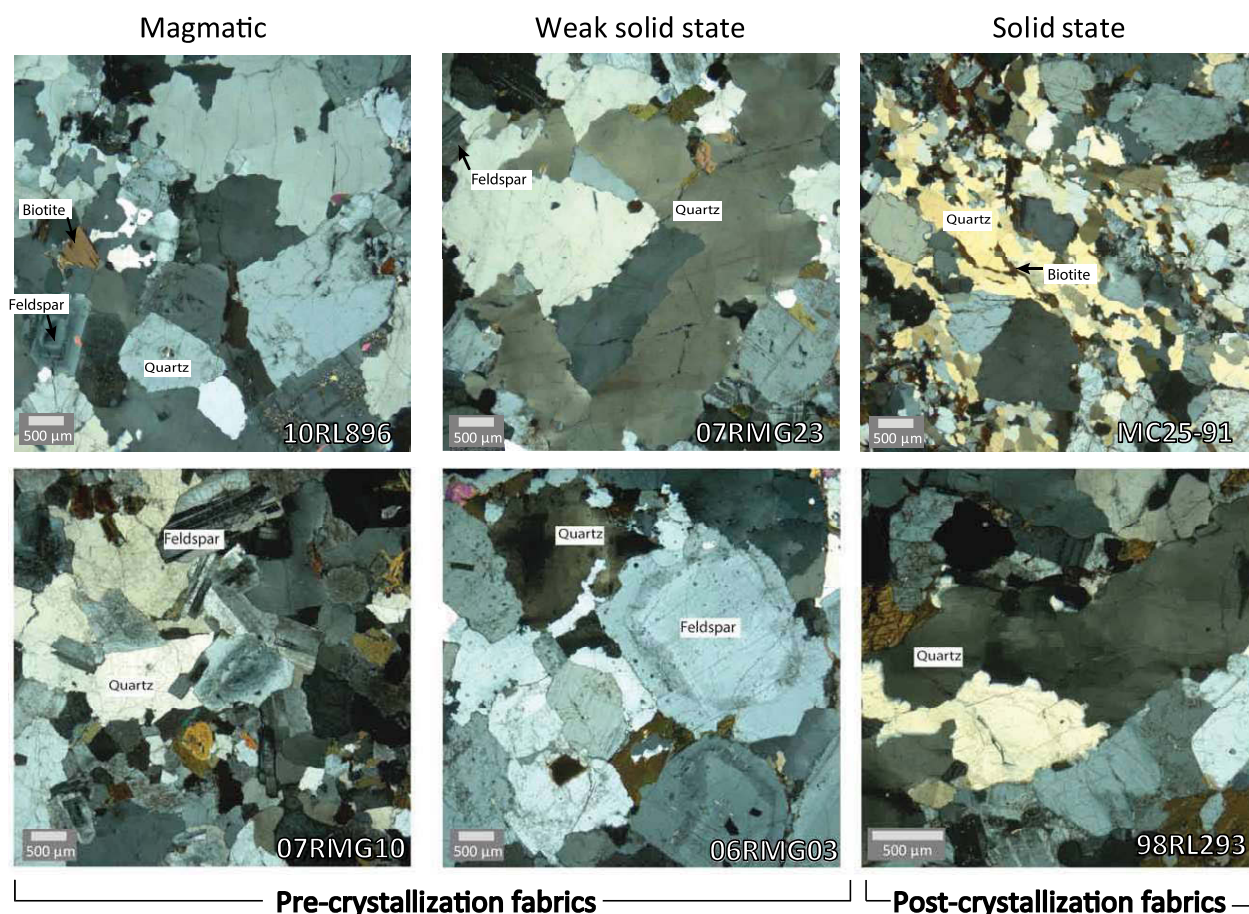 Magmatic
Weak solid state
Solid state
Biotite
Feldspar
Quartz
500 µm
10RL896
Feldspar
Quartz
500 µm
07RMG23
Quartz
Biotite
500 µm
MC25-91
Feldspar
Quartz
500 µm
07RMG10
Quartz
Feldspar
500 µm
06RMG03
Quartz
500 µm
98RL293
Pre-crystallization fabrics
Post-crystallization fabrics